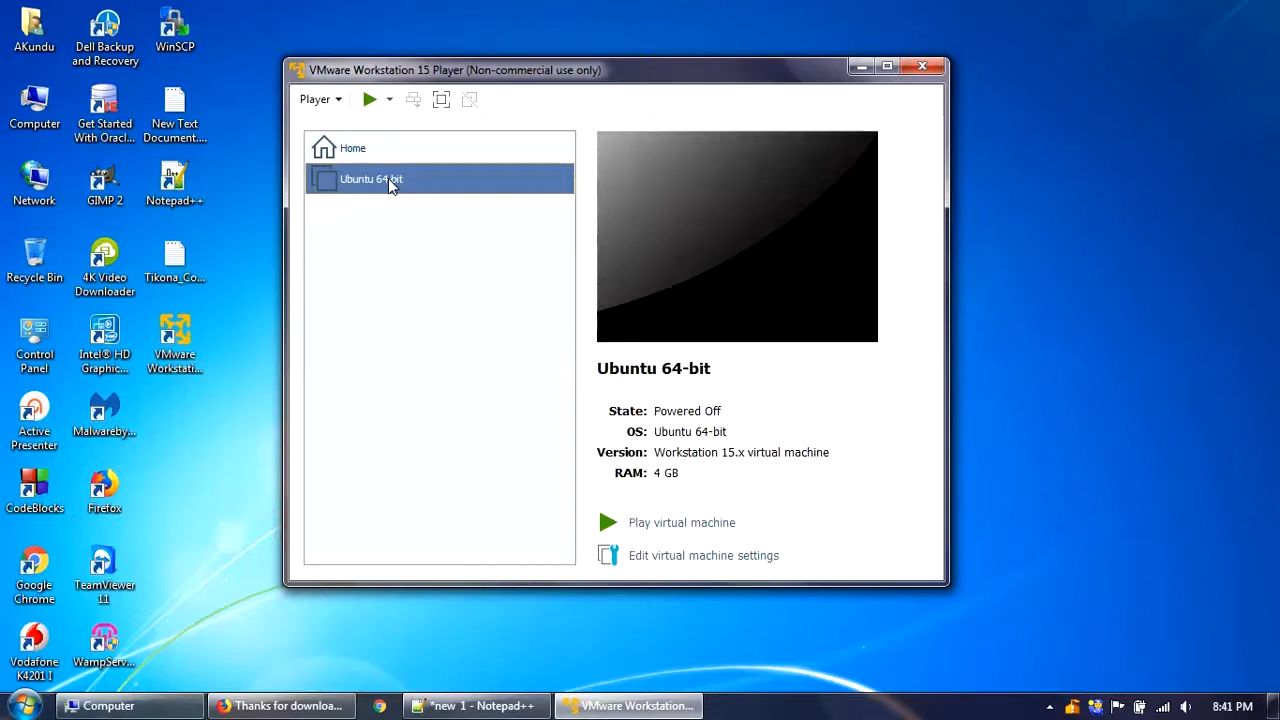 AKundu
Dell Backup
and Recovery
WinSCP
Computer
Get Started
With Oracl...
New Text
Document....
Network
GIMP 2
Notepad++
Recycle Bin
4K Video
Downloader
Tikona_Co...
Control
Panel
Intel® HD
Graphic...
VMware
Workstati...
Active
Presenter
Malwareby...
CodeBlocks
Firefox
Google
Chrome
TeamViewer
11
Vodafone
K4201 I
WampServ...
VMware Workstation 15 Player (Non-commercial use only)
Player
Home
Ubuntu 64-bit
Ubuntu 64-bit
State: Powered Off
OS: Ubuntu 64-bit
Version: Workstation 15.x virtual machine
RAM: 4 GB
Play virtual machine
Edit virtual machine settings
Computer
Thanks for downloa...
*new 1 - Notepad++
VMware Workstation...
8:41 PM